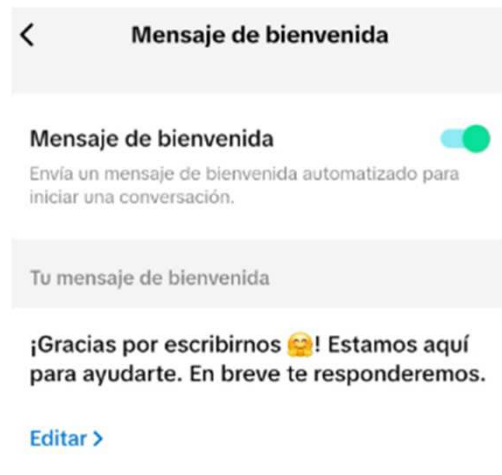 Mensaje de bienvenida
Mensaje de bienvenida
Envía un mensaje de bienvenida automatizado para
iniciar una conversación.
Tu mensaje de bienvenida
¡Gracias por escribirnos 🤗! Estamos aquí
para ayudarte. En breve te responderemos.
Editar >